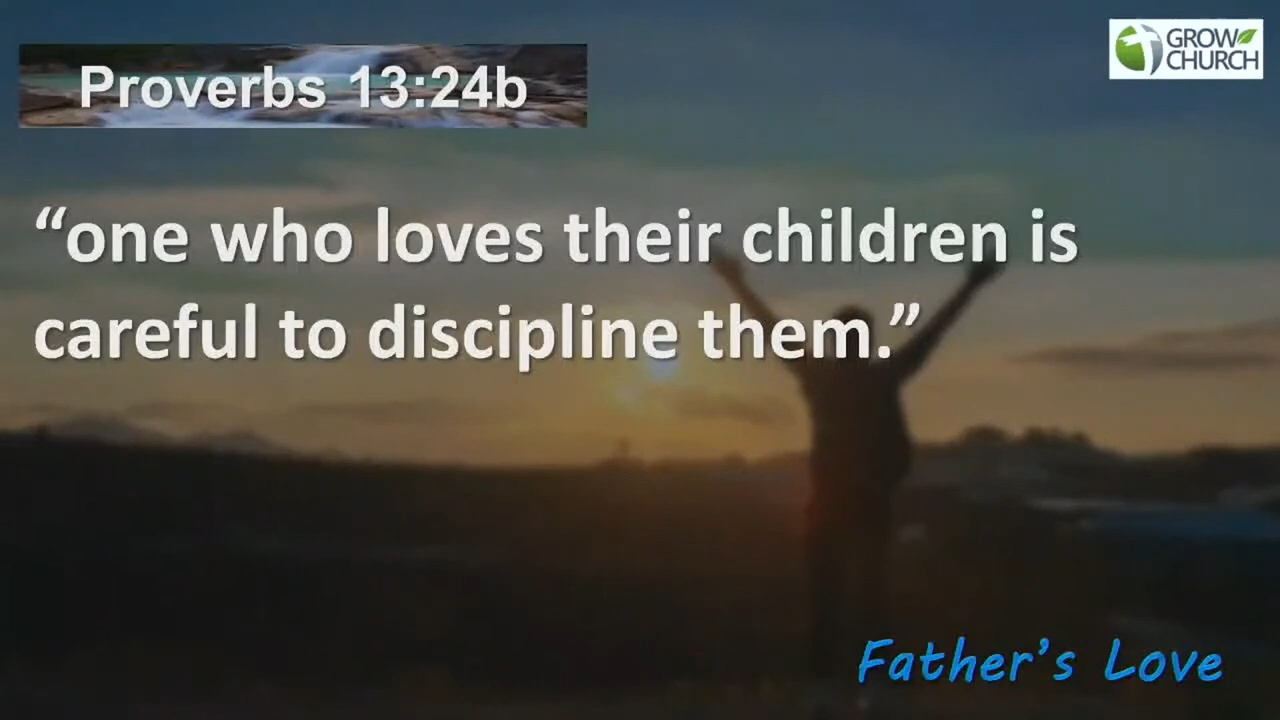 Proverbs 13:24b
GROW
CHURCH
“one who loves their children is
careful to discipline them.”
Father’s Love